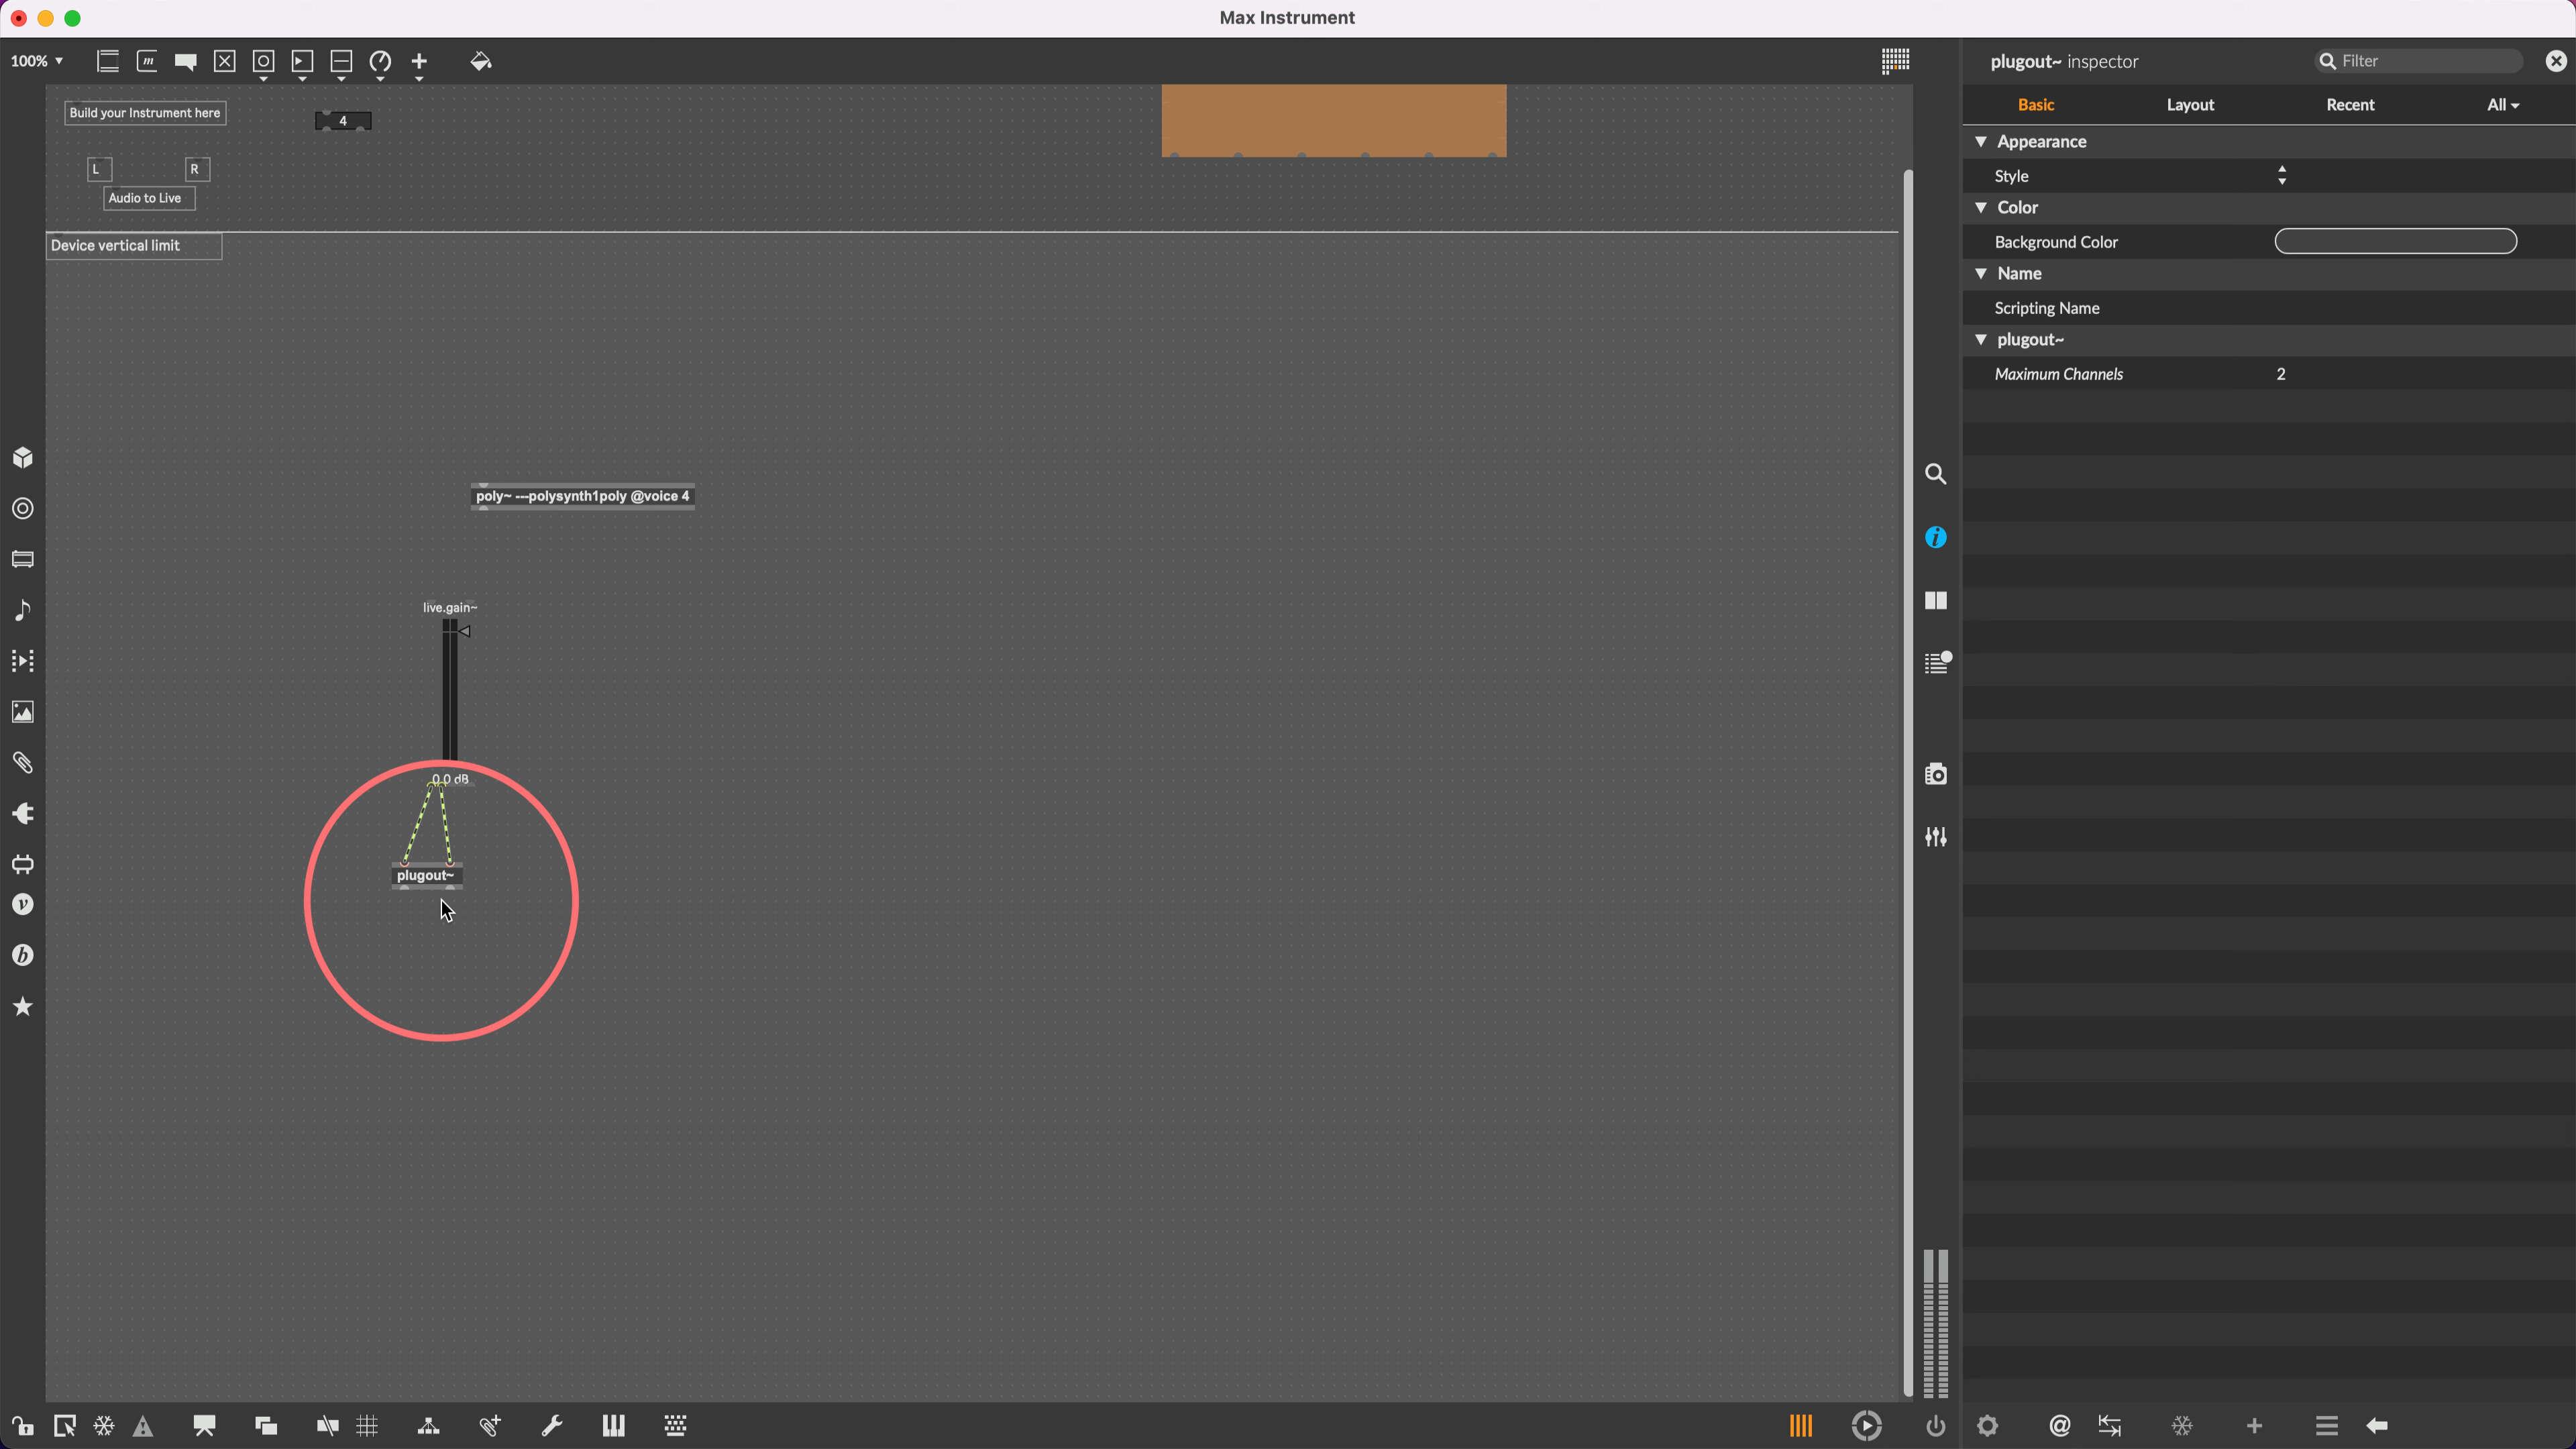 Max Instrument
100%
m
plugout~ inspector
Filter
Basic
Layout
Recent
All
Build your Instrument here
4
L
R
Audio to Live
Device vertical limit
Appearance
Style
Color
Background Color
Name
Scripting Name
plugout~
Maximum Channels
2
poly~ ---polysynth1poly @voice 4
i
live.gain~
0.0 dB
plugout~
v
b
@